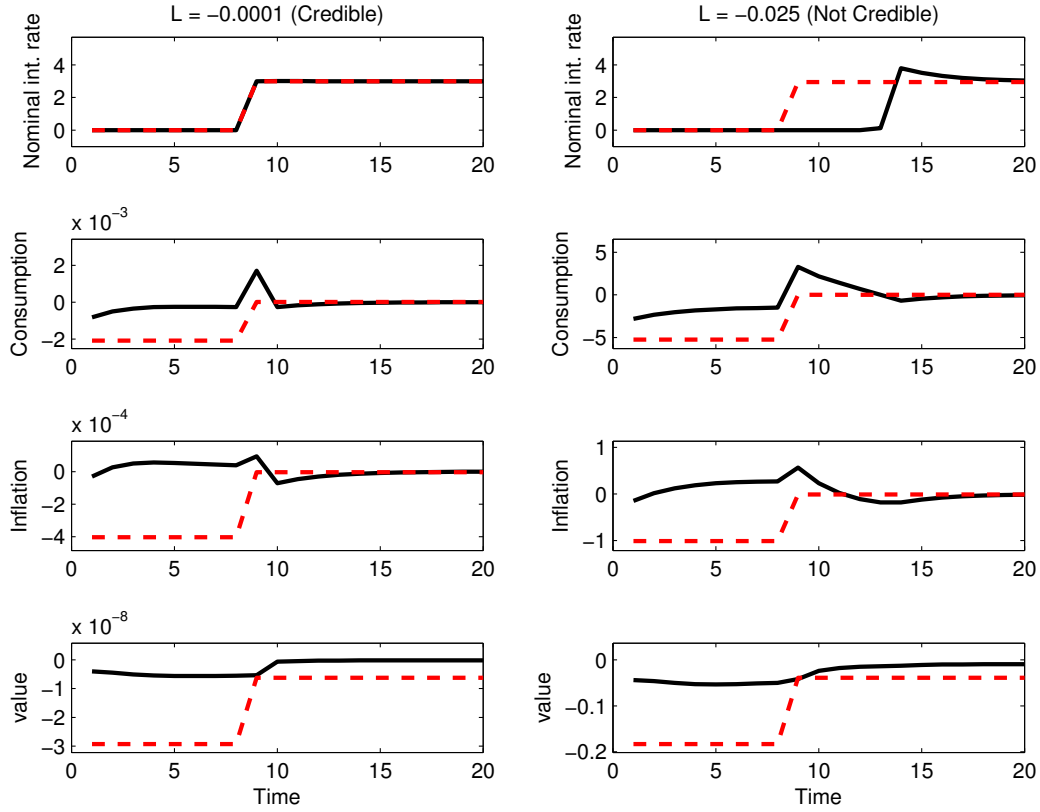 L = −0.0001 (Credible)
Nominal int. rate
4
2
0
0 5 10 15 20
x 10−3
Consumption
2
0
−2
0 5 10 15 20
x 10−4
Inflation
0
−2
−4
0 5 10 15 20
x 10−8
value
0
−1
−2
−3
0 5 10 15 20
Time
L = −0.025 (Not Credible)
Nominal int. rate
4
2
0
0 5 10 15 20
Consumption
5
0
−5
0 5 10 15 20
Inflation
1
0
−1
0 5 10 15 20
value
0
−0.1
−0.2
0 5 10 15 20
Time